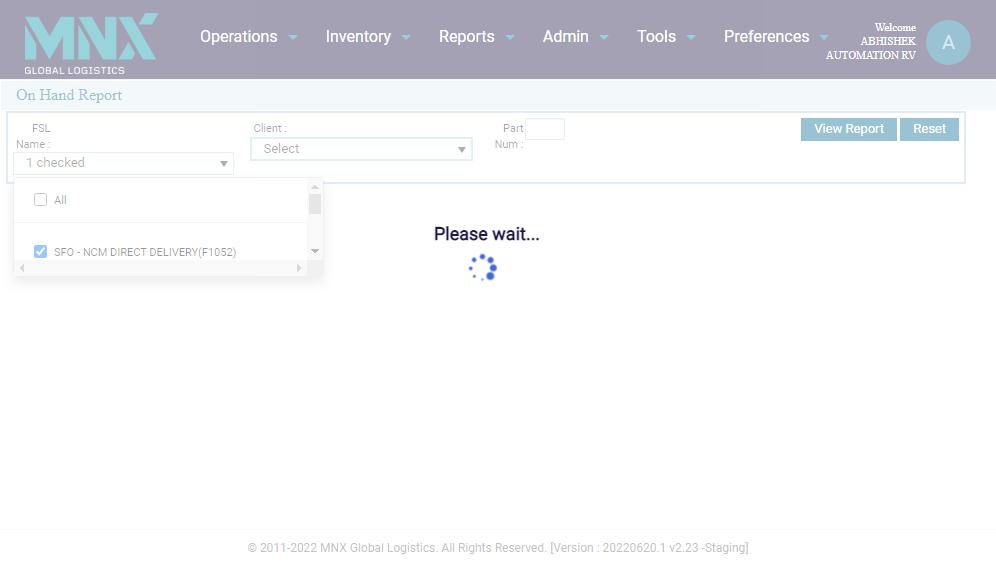 MNX
GLOBAL LOGISTICS
Operations Inventory Reports Admin Tools Preferences
Welcome
ABHISHEK
AUTOMATION RV
A
On Hand Report
FSL
Name :
1 checked
Client :
Select
Part
Num :
View Report Reset
All
SFO - NCM DIRECT DELIVERY(F1052)
Please wait...
© 2011-2022 MNX Global Logistics. All Rights Reserved. [Version : 20220620.1 v2.23 -Staging]